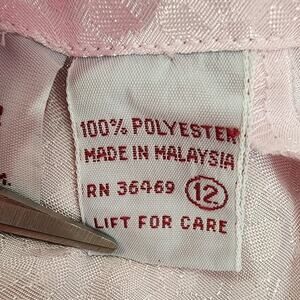 100% POLYESTER
MADE IN MALAYSIA
RN 36469 12
LIFT FOR CARE